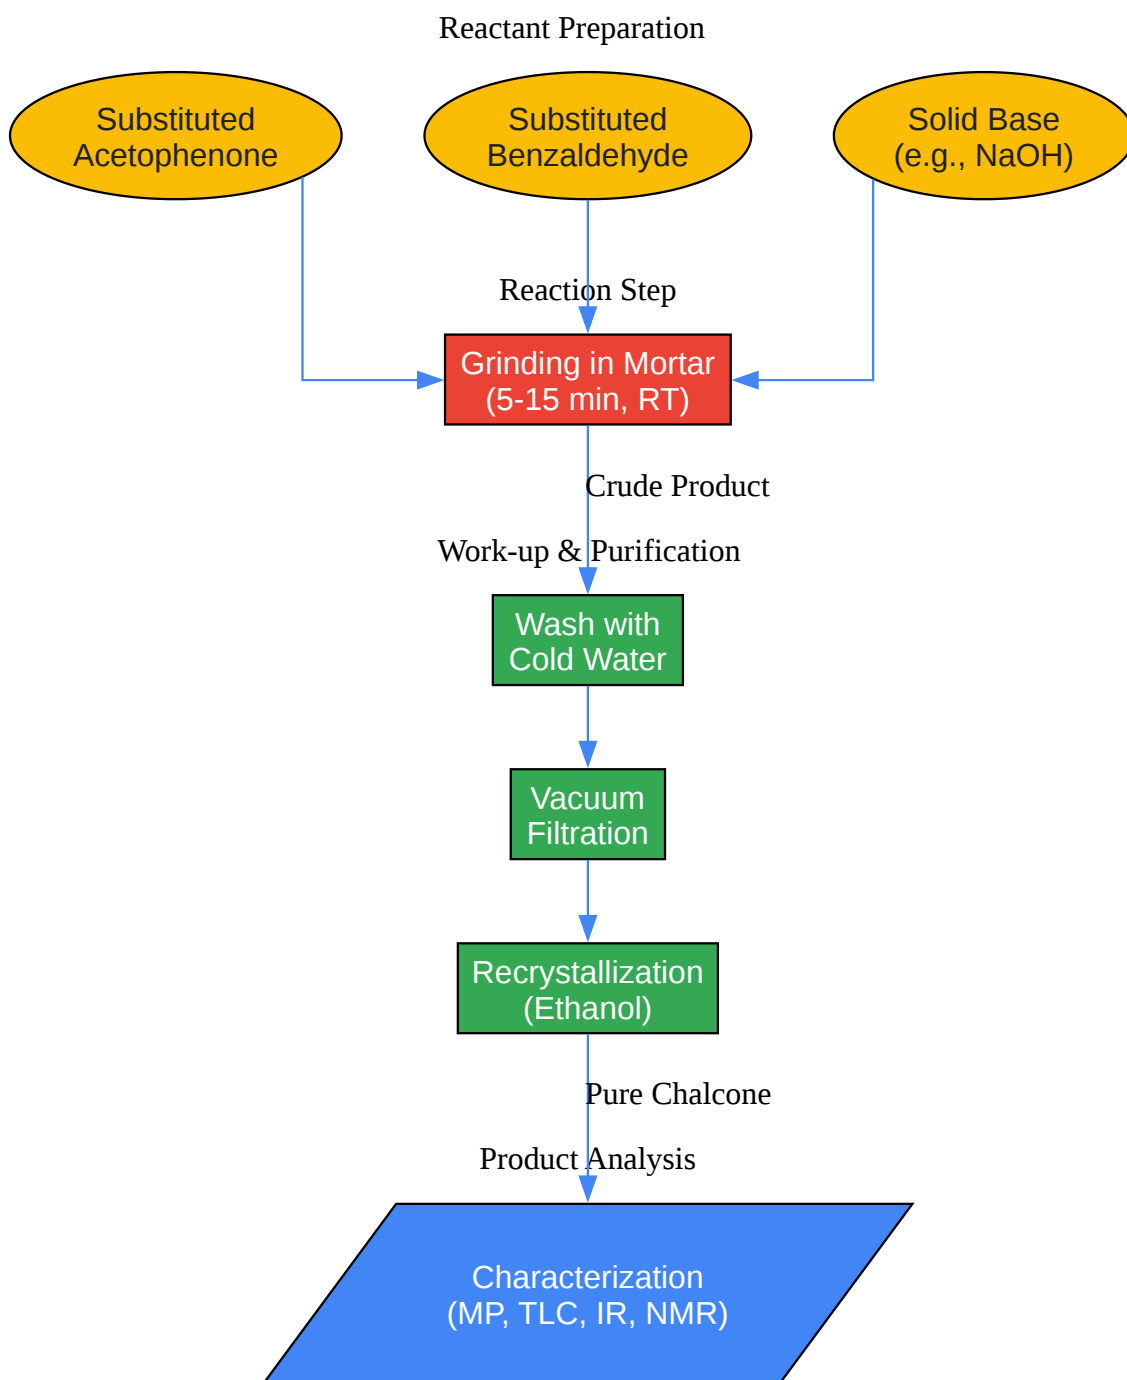 Reactant Preparation
Substituted
Acetophenone
Substituted
Benzaldehyde
Solid Base
(e.g., NaOH)
Reaction Step
Grinding in Mortar
(5-15 min, RT)
Crude Product
Work-up & Purification
Wash with
Cold Water
Vacuum
Filtration
Recrystallization
(Ethanol)
Pure Chalcone
Product Analysis
Characterization
(MP, TLC, IR, NMR)